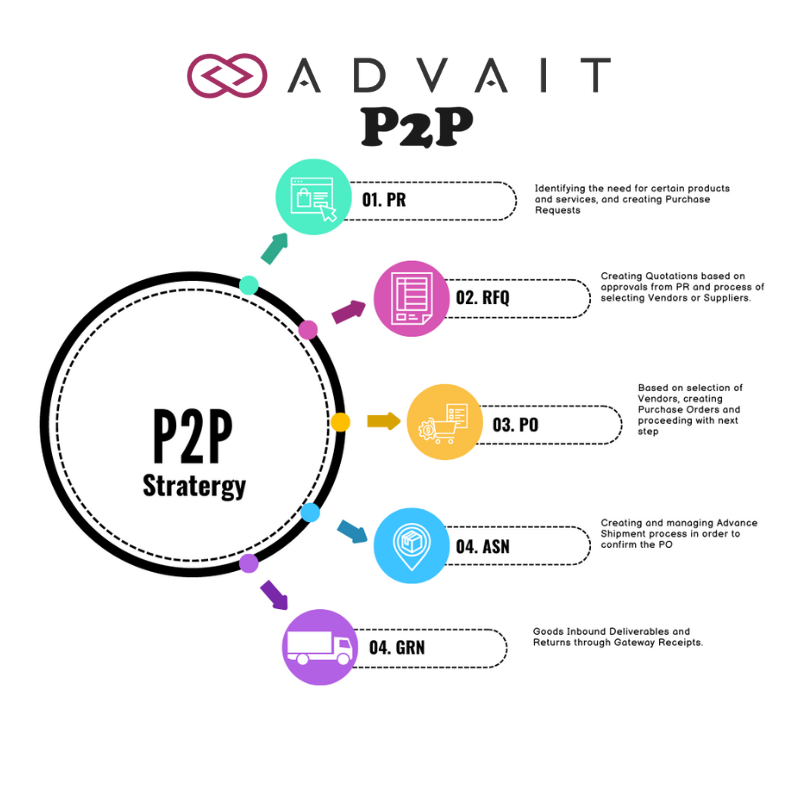 ADVAIT
P2P
01. PR
Identifying the need for certain products
and services, and creating Purchase
Requests
02. RFQ
Creating Quotations based on
approvals from PR and process of
selecting Vendors or Suppliers.
P2P
Stratergy
03. PO
Based on selection of
Vendors, creating
Purchase Orders and
proceeding with next
step
04. ASN
Creating and managing Advance
Shipment process in order to
confirm the PO
04. GRN
Goods Inbound Deliverables and
Returns through Gateway Receipts.